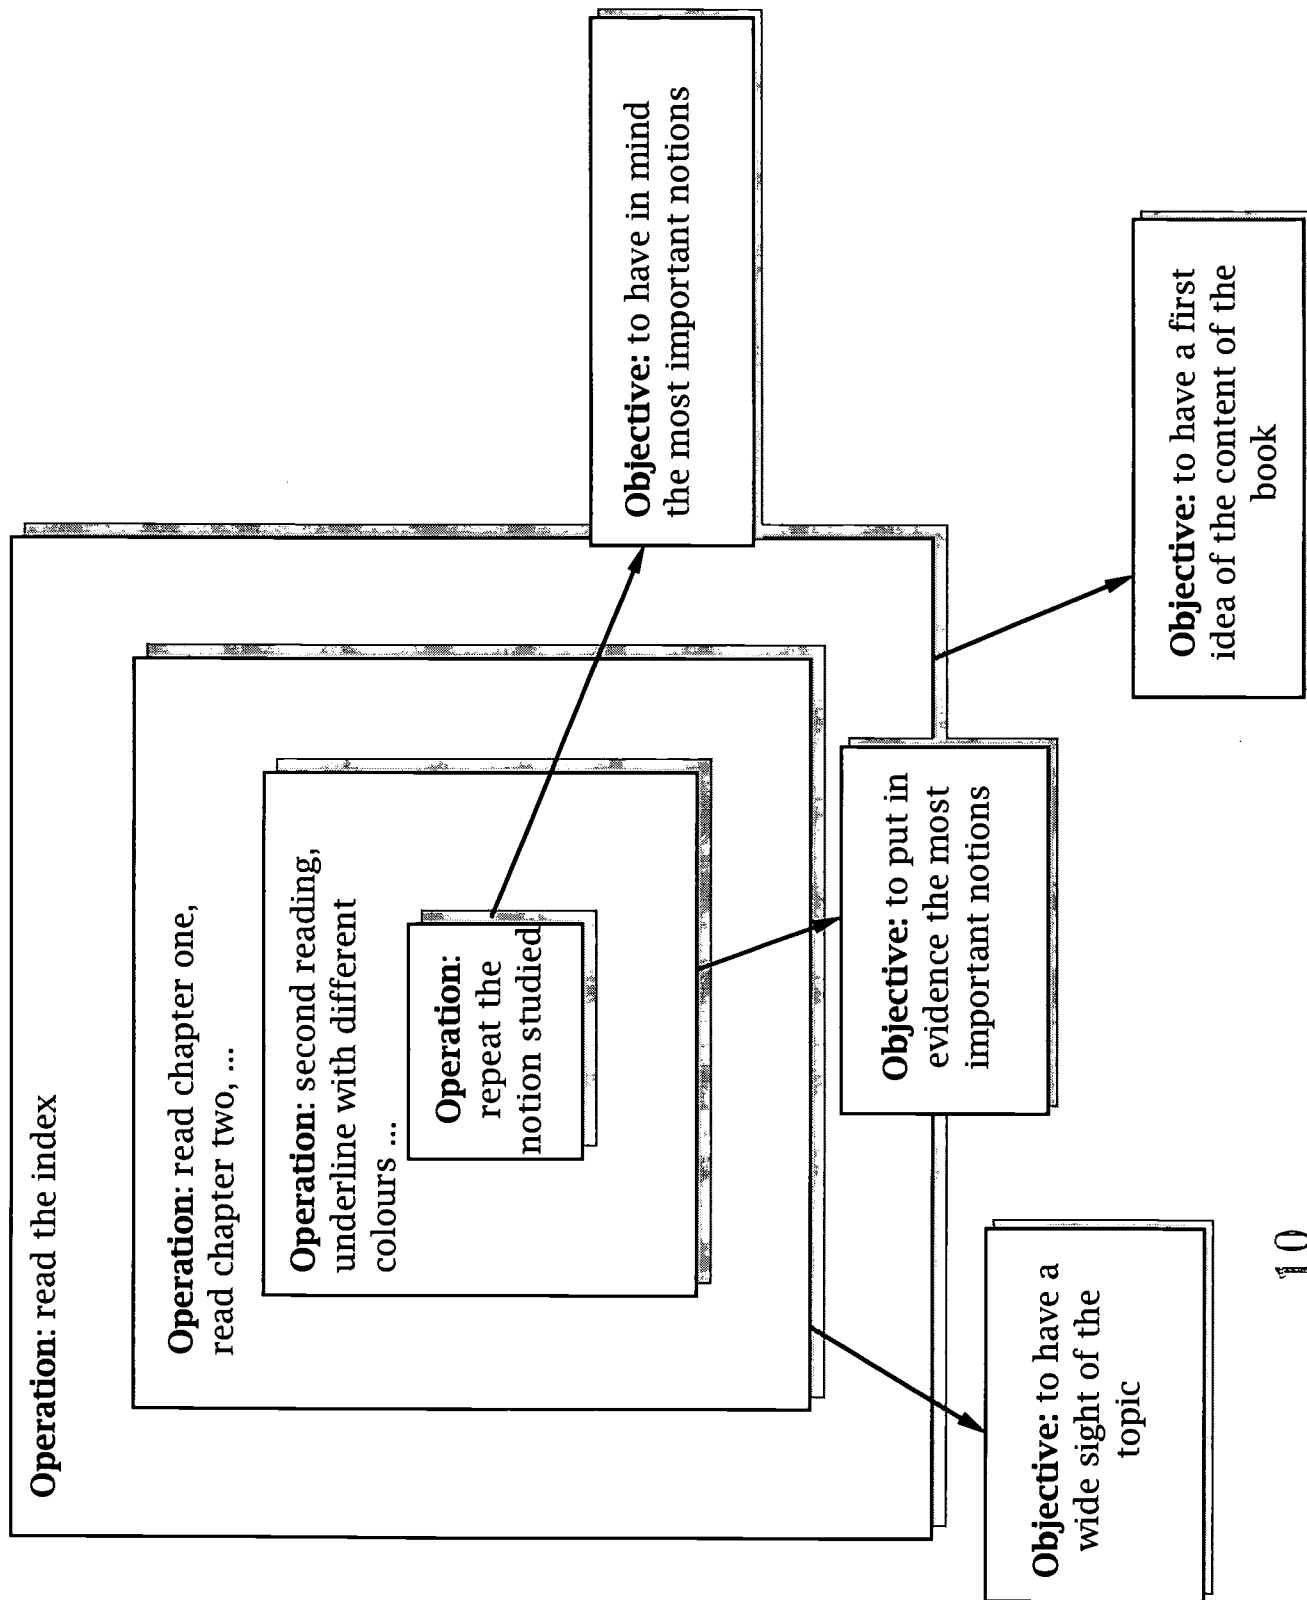 Operation: read the index
Operation: read chapter one,
read chapter two, ...
Operation: second reading,
underline with different
colours ...
Operation:
repeat the
notion studied
Objective: to have in mind
the most important notions
Objective: to put in
evidence the most
important notions
Objective: to have a
wide sight of the
topic
Objective: to have a first
idea of the content of the
book
10